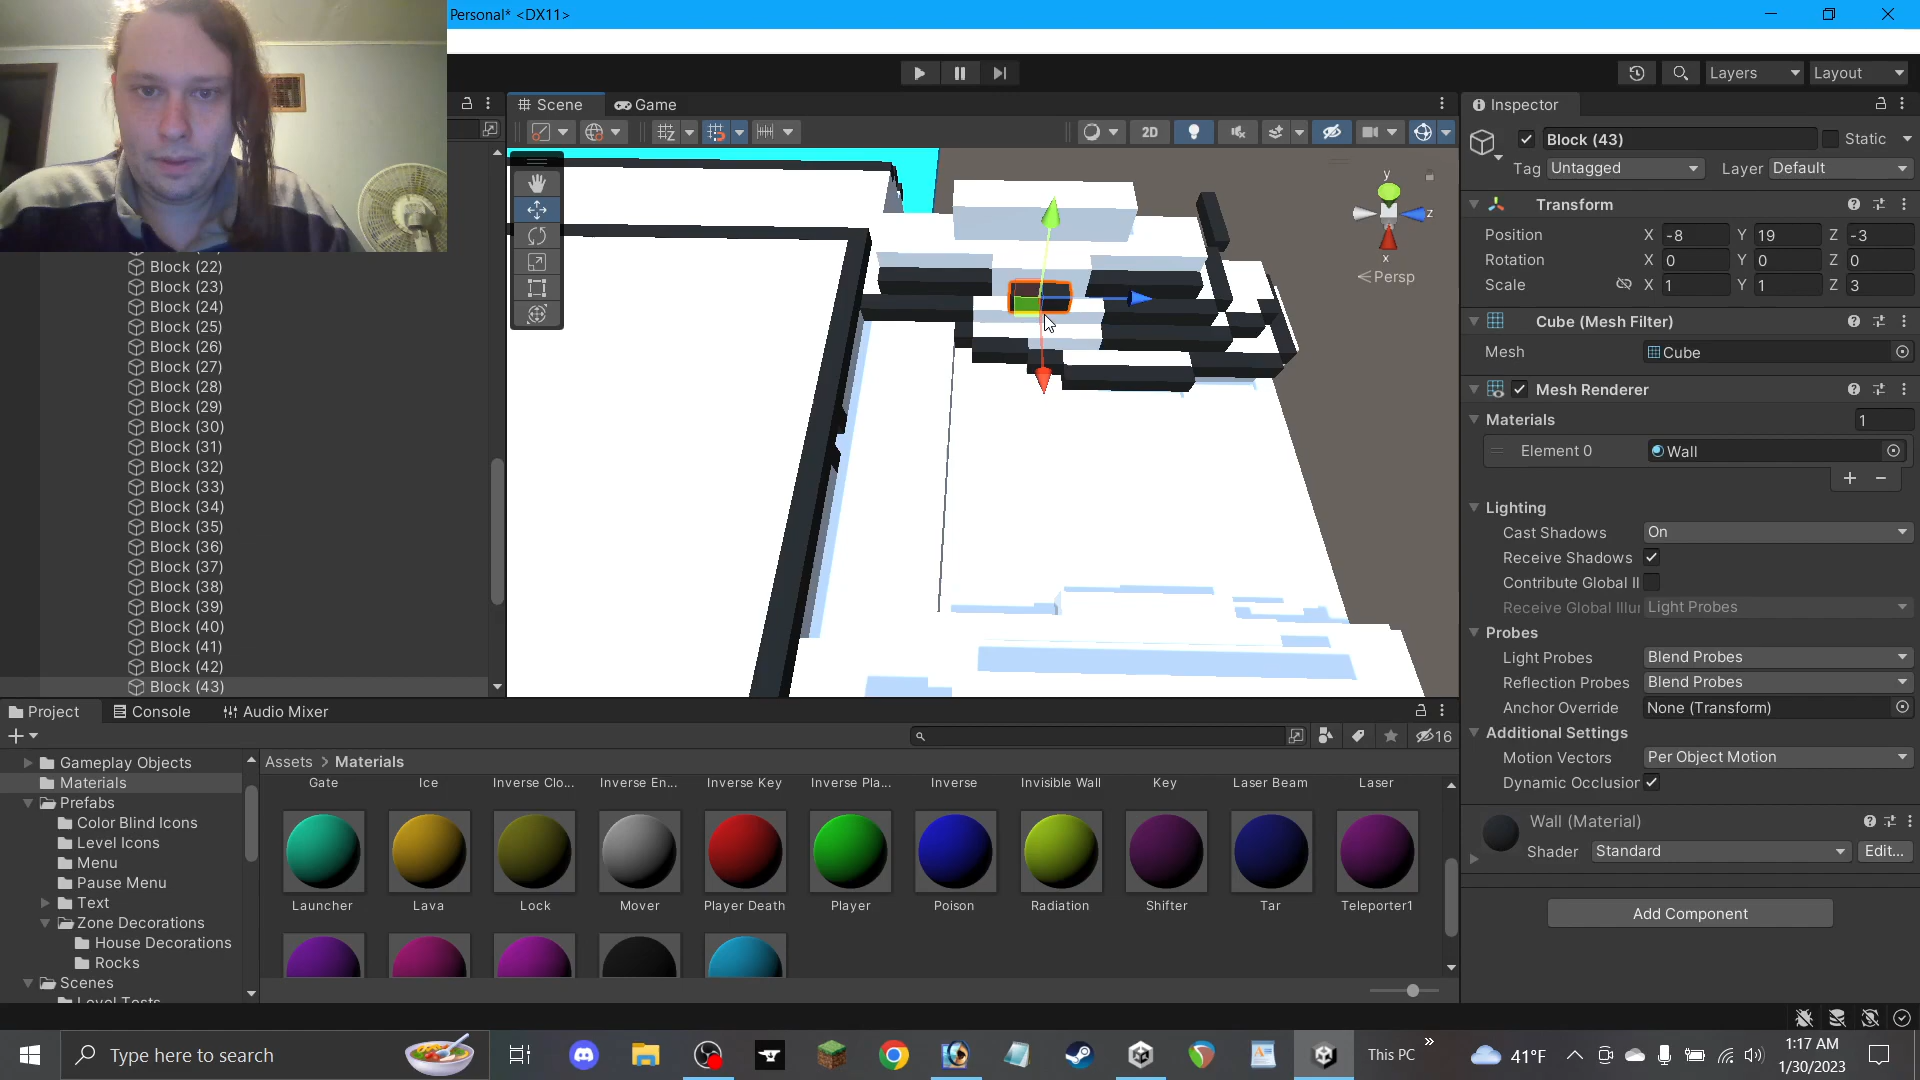 Personal* <DX11>
Layers
Layout
Scene
Game
Inspector
2D
Block (43)
Static
Tag Untagged
Layer Default
Transform
Position X -8 Y 19 Z -3
Rotation X 0 Y 0 Z 0
Scale X 1 Y 1 Z 3
Cube (Mesh Filter)
Mesh Cube
Mesh Renderer
Materials 1
Element 0 Wall
Lighting
Cast Shadows On
Receive Shadows
Contribute Global Il
Receive Global Illu Light Probes
Probes
Light Probes Blend Probes
Reflection Probes Blend Probes
Anchor Override None (Transform)
Additional Settings
Motion Vectors Per Object Motion
Dynamic Occlusion
Wall (Material)
Shader Standard Edit...
Add Component
y
z
x
Persp
Block (22)
Block (23)
Block (24)
Block (25)
Block (26)
Block (27)
Block (28)
Block (29)
Block (30)
Block (31)
Block (32)
Block (33)
Block (34)
Block (35)
Block (36)
Block (37)
Block (38)
Block (39)
Block (40)
Block (41)
Block (42)
Block (43)
Project
Console
Audio Mixer
16
Gameplay Objects
Materials
Prefabs
Color Blind Icons
Level Icons
Menu
Pause Menu
Text
Zone Decorations
House Decorations
Rocks
Scenes
Level Tests
Assets > Materials
Gate Ice Inverse Clo... Inverse En... Inverse Key Inverse Pla... Inverse Invisible Wall Key Laser Beam Laser
Launcher Lava Lock Mover Player Death Player Poison Radiation Shifter Tar Teleporter1
Type here to search
This PC
41°F
1:17 AM
1/30/2023